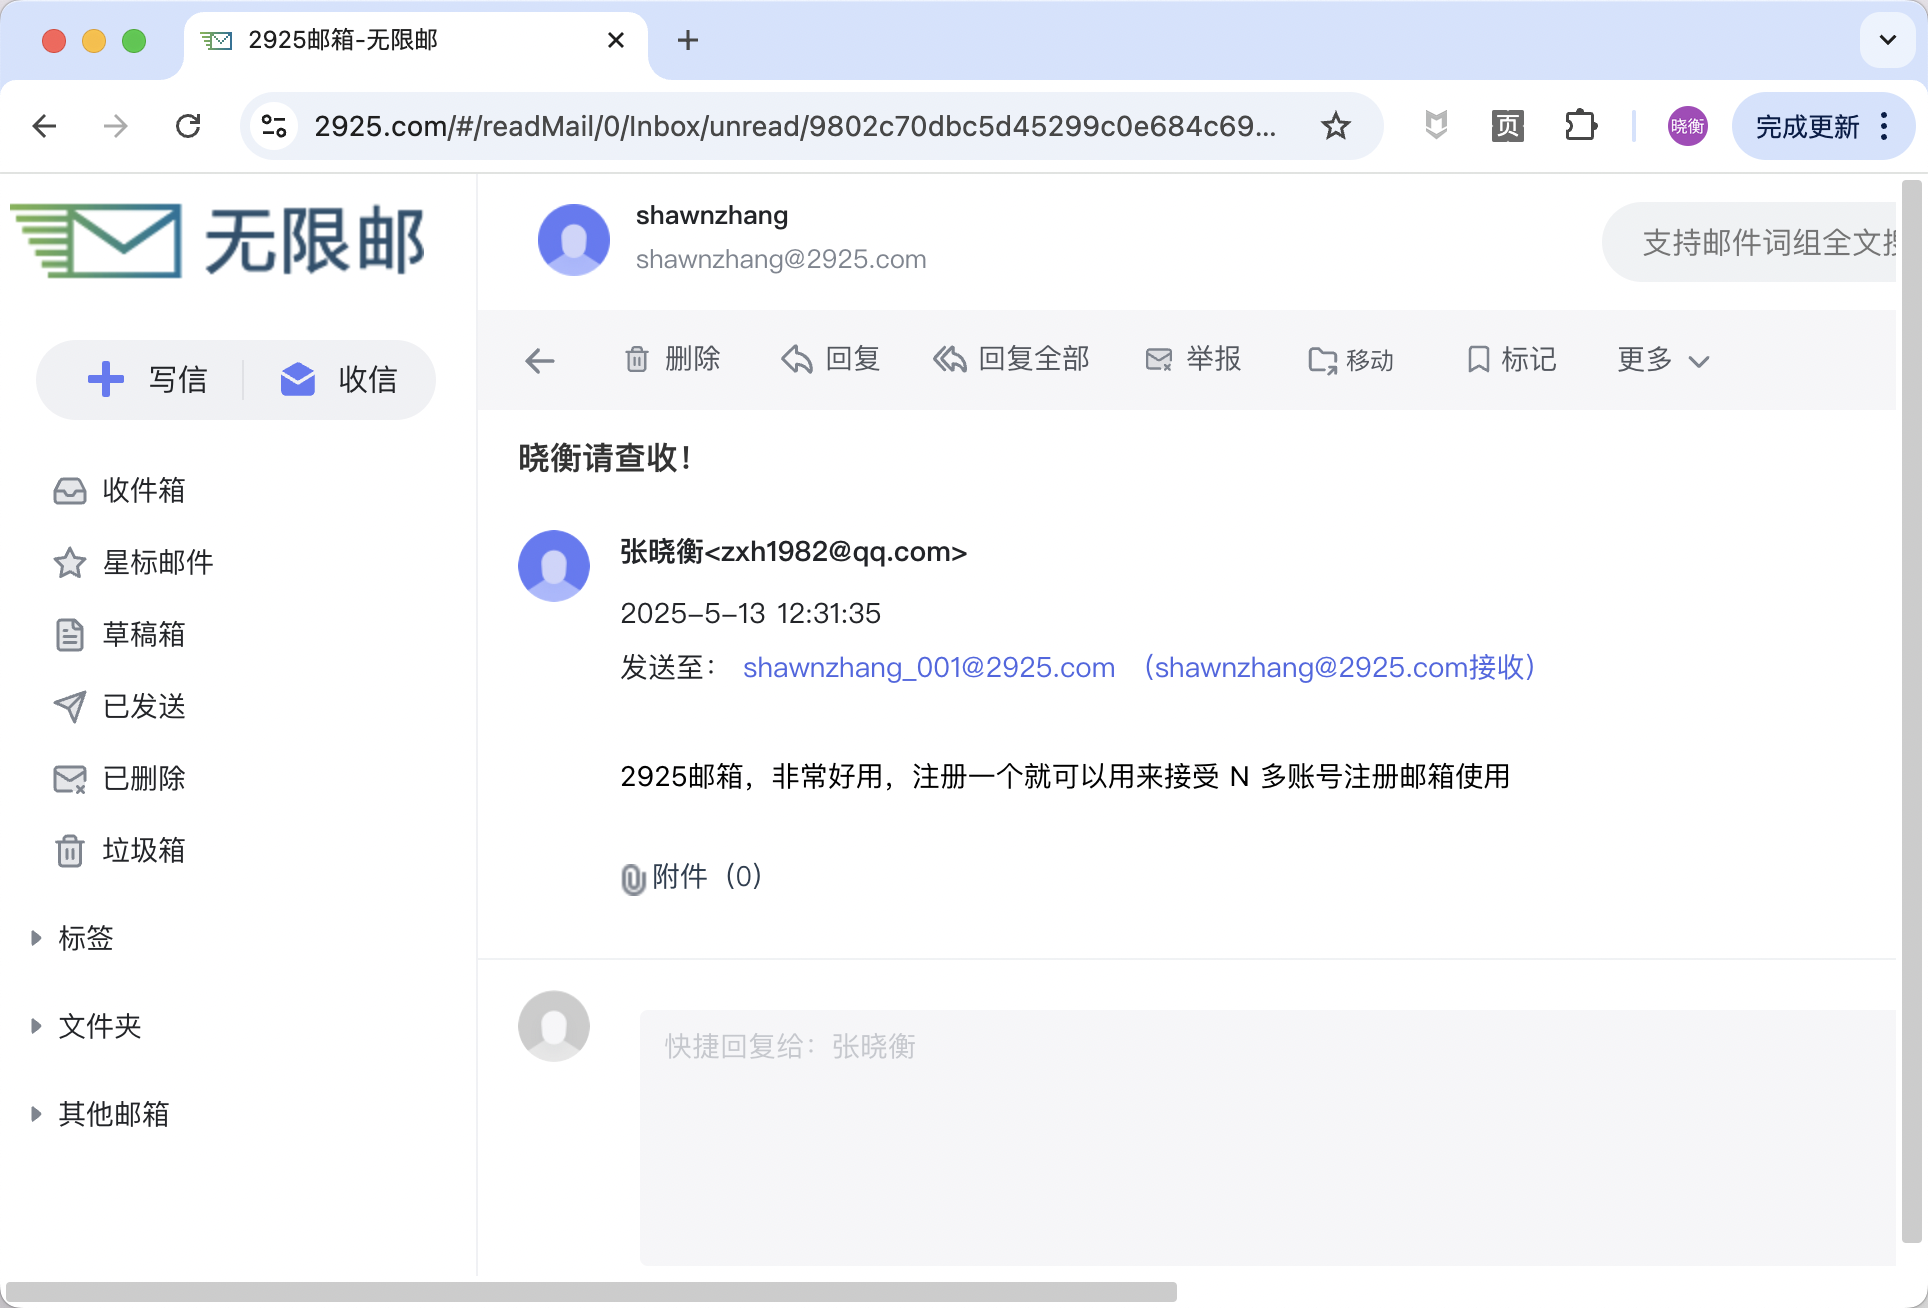 2925邮箱-无限邮
2925.com/#/readMail/0/Inbox/unread/9802c70dbc5d45299c0e684c69...
页
晓衡
完成更新
无限邮
shawnzhang
shawnzhang@2925.com
支持邮件词组全文
写信
收信
删除
回复
回复全部
举报
移动
标记
更多
收件箱
星标邮件
草稿箱
已发送
已删除
垃圾箱
标签
文件夹
其他邮箱
晓衡请查收！
张晓衡<zxh1982@qq.com>
2025-5-13 12:31:35
发送至： shawnzhang_001@2925.com （shawnzhang@2925.com接收）
2925邮箱，非常好用，注册一个就可以用来接受 N 多账号注册邮箱使用
附件（0）
快捷回复给：张晓衡